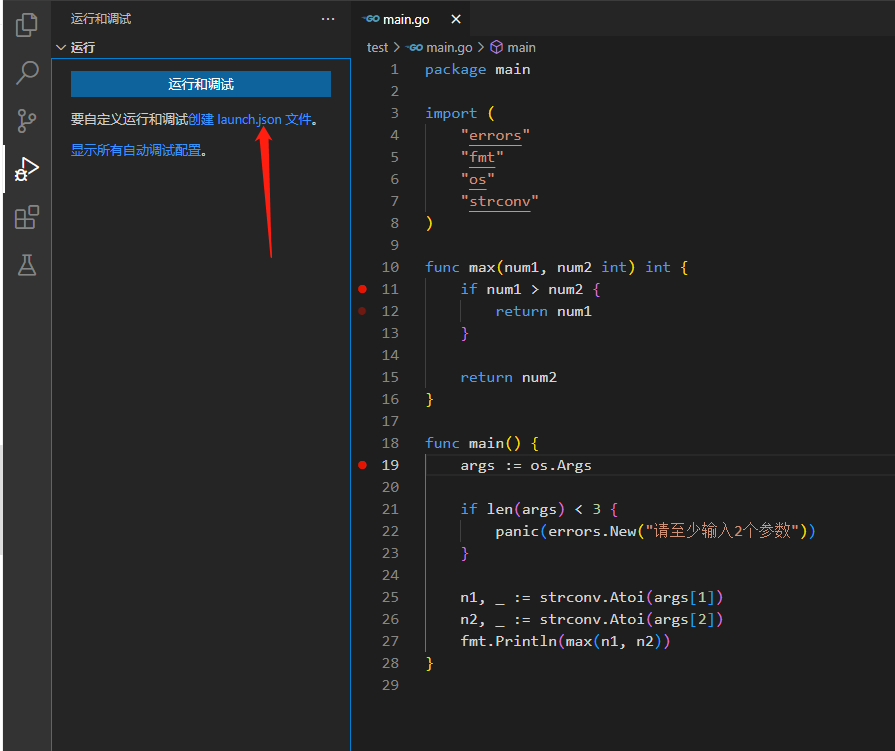 运行和调试 ···
运行
运行和调试
要自定义运行和调试创建 launch.json 文件。
显示所有自动调试配置。
GO main.go ×
test > GO main.go > main
1 package main
2
3 import (
4     "errors"
5     "fmt"
6     "os"
7     "strconv"
8 )
9
10 func max(num1, num2 int) int {
11     if num1 > num2 {
12         return num1
13     }
14
15     return num2
16 }
17
18 func main() {
19     args := os.Args
20
21     if len(args) < 3 {
22         panic(errors.New("请至少输入2个参数"))
23     }
24
25     n1, _ := strconv.Atoi(args[1])
26     n2, _ := strconv.Atoi(args[2])
27     fmt.Println(max(n1, n2))
28 }
29